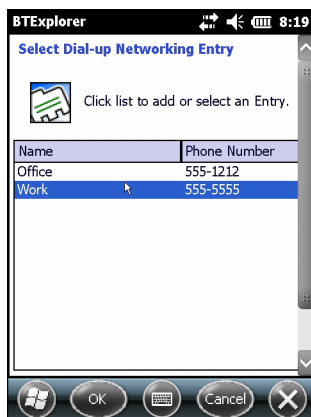 BTExplorer 8:19
Select Dial-up Networking Entry
Click list to add or select an Entry.
Name Phone Number
Office 555-1212
Work 555-5555
OK Cancel